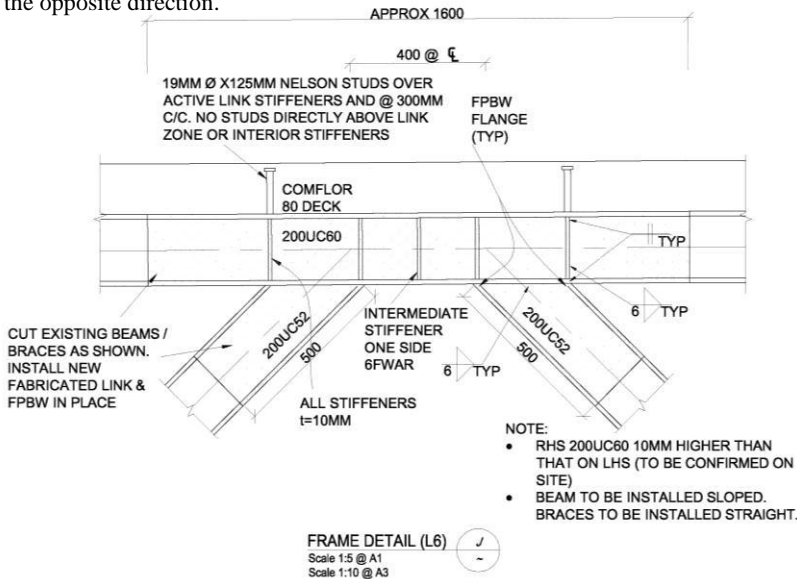 the opposite direction.
APPROX 1600
400 @ ℄
19MM Ø X125MM NELSON STUDS OVER
ACTIVE LINK STIFFENERS AND @ 300MM
C/C. NO STUDS DIRECTLY ABOVE LINK
ZONE OR INTERIOR STIFFENERS
FPBW
FLANGE
(TYP)
COMFLOR
80 DECK
200UC60
TYP
6
TYP
CUT EXISTING BEAMS /
BRACES AS SHOWN.
INSTALL NEW
FABRICATED LINK &
FPBW IN PLACE
200UC52
500
INTERMEDIATE
STIFFENER
ONE SIDE
6FWAR
6
TYP
200UC52
500
ALL STIFFENERS
t=10MM
NOTE:
• RHS 200UC60 10MM HIGHER THAN
THAT ON LHS (TO BE CONFIRMED ON
SITE)
• BEAM TO BE INSTALLED SLOPED.
BRACES TO BE INSTALLED STRAIGHT.
FRAME DETAIL (L6)
J
~
Scale 1:5 @ A1
Scale 1:10 @ A3